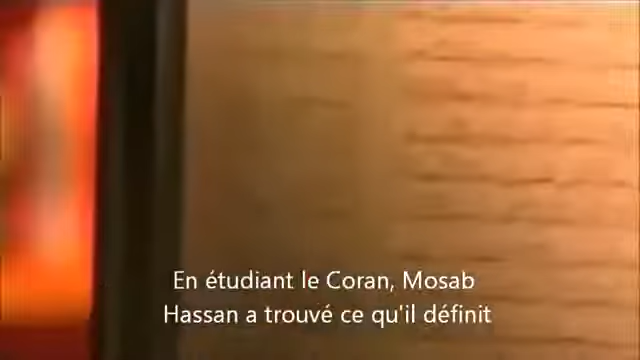 En étudiant le Coran, Mosab
Hassan a trouvé ce qu'il définit